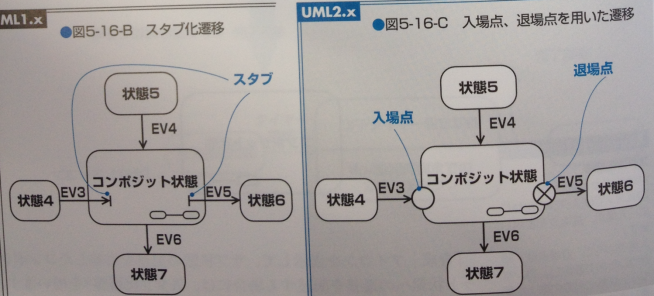 ML1.x
●図5-16-B スタブ化遷移
スタブ
状態5
EV4
コンポジット状態
状態4
EV3
EV5
状態6
EV6
状態7
UML2.x
●図5-16-C 入場点、退場点を用いた遷移
退場点
入場点
状態5
EV4
コンポジット状態
状態4
EV3
EV5
状態6
EV6
状態7